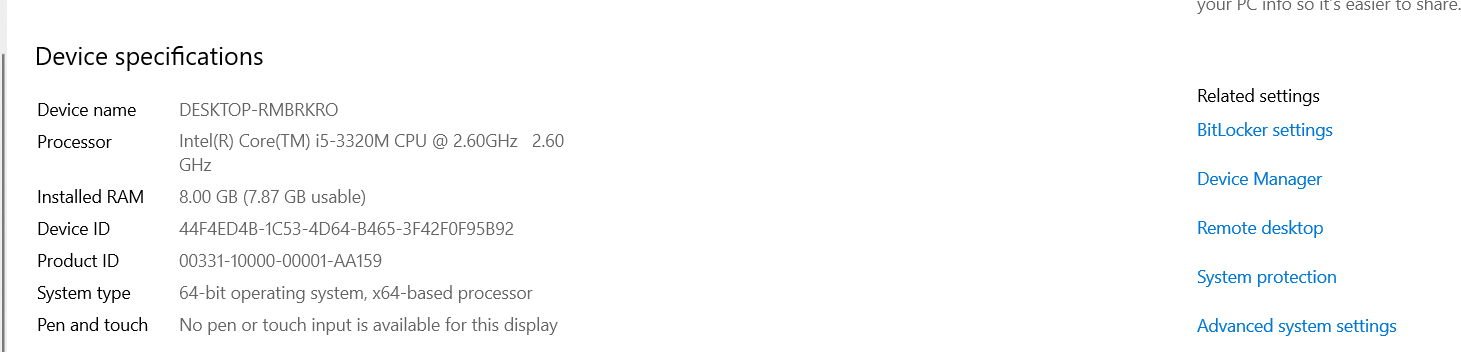 your PC info so it's easier to share.
Device specifications
Device name DESKTOP-RMBRKRO
Processor Intel(R) Core(TM) i5-3320M CPU @ 2.60GHz 2.60
GHz
Installed RAM 8.00 GB (7.87 GB usable)
Device ID 44F4ED4B-1C53-4D64-B465-3F42F0F95B92
Product ID 00331-10000-00001-AA159
System type 64-bit operating system, x64-based processor
Pen and touch No pen or touch input is available for this display
Related settings
BitLocker settings
Device Manager
Remote desktop
System protection
Advanced system settings